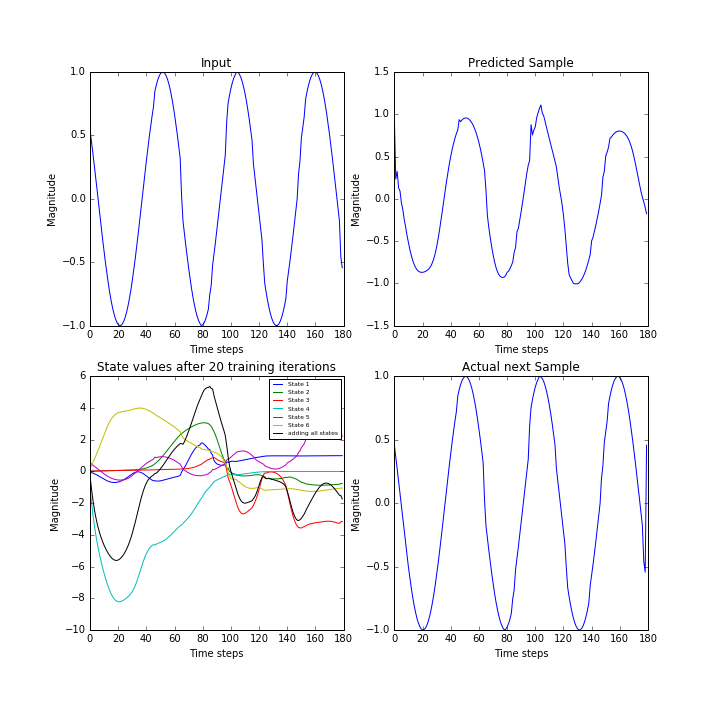 Input
Predicted Sample
1.0
0.5
0.0
−0.5
−1.0
Magnitude
0 20 40 60 80 100 120 140 160 180
Time steps
1.5
1.0
0.5
0.0
−0.5
−1.0
−1.5
Magnitude
0 20 40 60 80 100 120 140 160 180
Time steps
State values after 20 training iterations
6
4
2
0
−2
−4
−6
−8
−10
Magnitude
State 1
State 2
State 3
State 4
State 5
State 6
adding all states
0 20 40 60 80 100 120 140 160 180
Time steps
Actual next Sample
1.0
0.5
0.0
−0.5
−1.0
Magnitude
0 20 40 60 80 100 120 140 160 180
Time steps